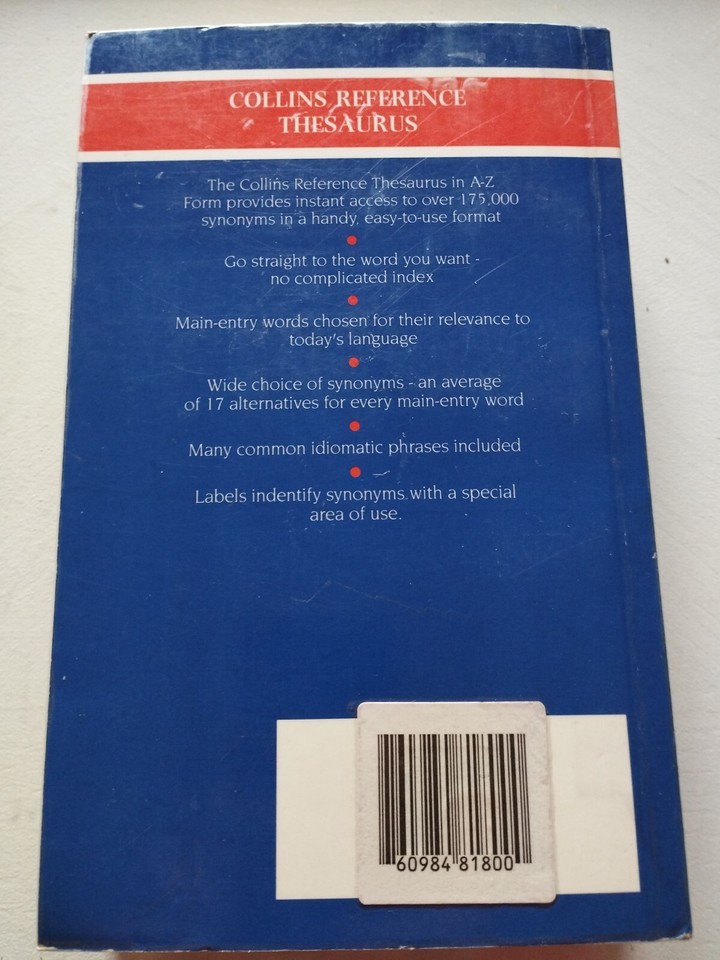 COLLINS REFERENCE
THESAURUS
The Collins Reference Thesaurus in A-Z
Form provides instant access to over 175,000
synonyms in a handy, easy-to-use format
Go straight to the word you want -
no complicated index
Main-entry words chosen for their relevance to
today's language
Wide choice of synonyms - an average
of 17 alternatives for every main-entry word
Many common idiomatic phrases included
Labels indentify synonyms with a special
area of use.
60984 81800